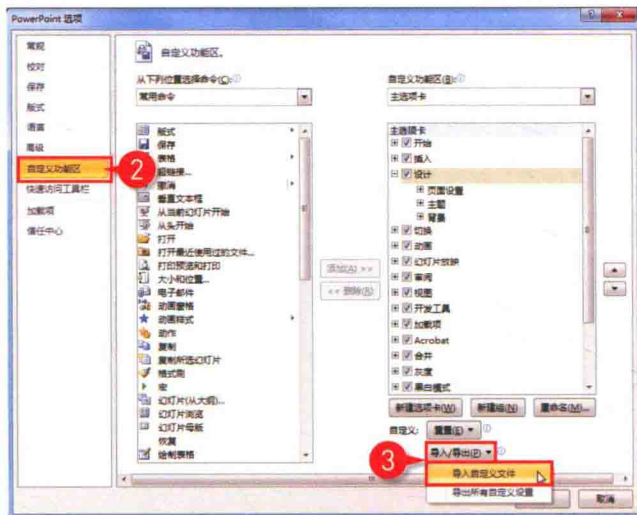 PowerPoint 选项
常规
校对
保存
版式
语言
高级
自定义功能区
快速访问工具栏
加载项
信任中心
2
自定义功能区。
从下列位置选择命令(C):
常用命令
版式
保存
表格
超链接...
撤消
垂直文本框
从当前幻灯片开始
从头开始
打开
打开最近使用过的文件...
打印预览和打印
大小和位置...
电子邮件
动画窗格
动画样式
动作
复制
复制所选幻灯片
格式刷
宏
幻灯片(从大纲)...
幻灯片浏览
幻灯片母版
恢复
绘制表格
添加(A) >>
<< 删除(R)
自定义功能区(B):
主选项卡
主选项卡
开始
插入
设计
页面设置
主题
背景
切换
动画
幻灯片放映
审阅
视图
开发工具
加载项
Acrobat
合并
灰度
黑白模式
新建选项卡(W)
新建组(N)
重命名(M)...
自定义:
重置(E)
3
导入/导出(P)
导入自定义文件
导出所有自定义设置
取消